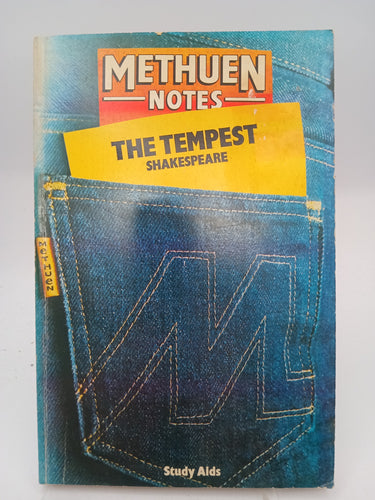 METHUEN
NOTES
THE TEMPEST
SHAKESPEARE
METHUEN
M
Study Aids